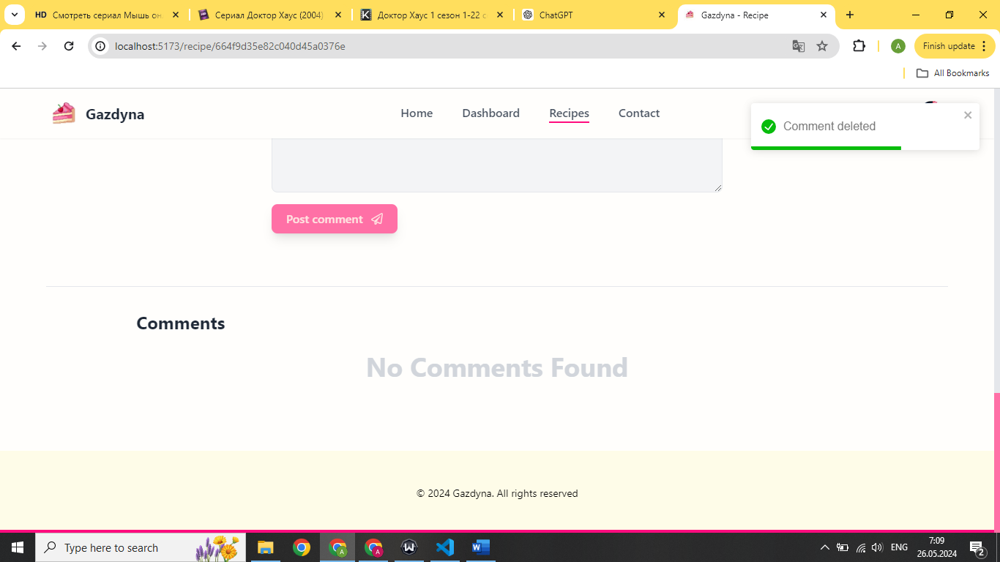 HD Смотреть сериал Мышь он
Сериал Доктор Хаус (2004)
Доктор Хаус 1 сезон 1-22 с
ChatGPT
Gazdyna - Recipe
localhost:5173/recipe/664f9d35e82c040d45a0376e
A
Finish update
All Bookmarks
Gazdyna
Home
Dashboard
Recipes
Contact
Comment deleted
Post comment
Comments
No Comments Found
© 2024 Gazdyna. All rights reserved
Type here to search
ENG
7:09
26.05.2024
2